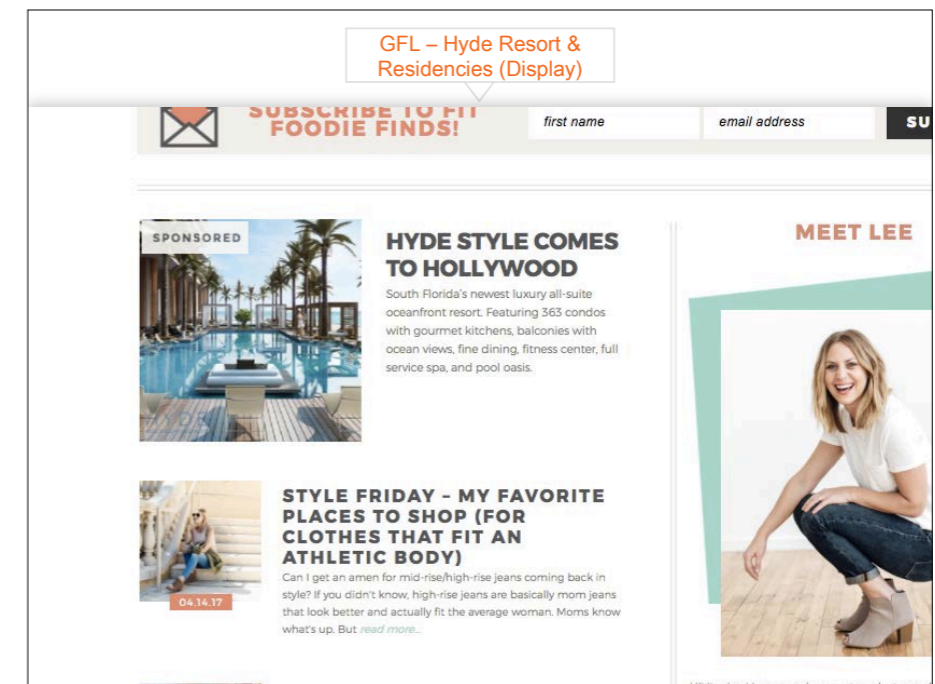 GFL – Hyde Resort &
Residencies (Display)
SUBSCRIBE TO FIT
FOODIE FINDS!
first name
email address
SU
SPONSORED
HYDE STYLE COMES
TO HOLLYWOOD
South Florida's newest luxury all-suite
oceanfront resort. Featuring 363 condos
with gourmet kitchens, balconies with
ocean views, fine dining, fitness center, full
service spa, and pool oasis.
HYDE
STYLE FRIDAY – MY FAVORITE
PLACES TO SHOP (FOR
CLOTHES THAT FIT AN
ATHLETIC BODY)
04.14.17
Can I get an amen for mid-rise/high-rise jeans coming back in
style? If you didn't know, high-rise jeans are basically mom jeans
that look better and actually fit the average woman. Moms know
what's up. But read more...
MEET LEE